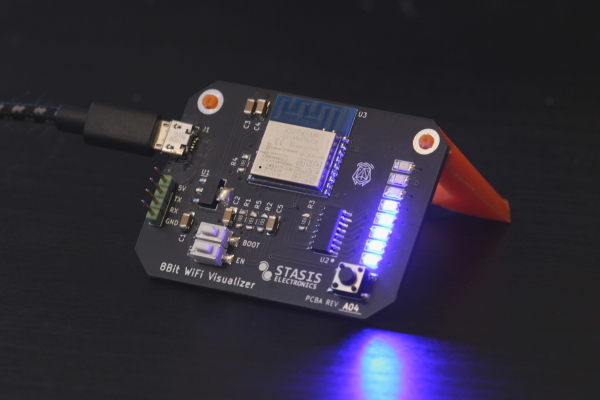 U3
C3
C4
J1
R4
U1
5V
TX
RX
GND
C2
R1
R5
R2
C5
R3
C1
BOOT
EN
U2
8Bit WiFi Visualizer
STASIS
ELECTRONICS
PCBA REV A04